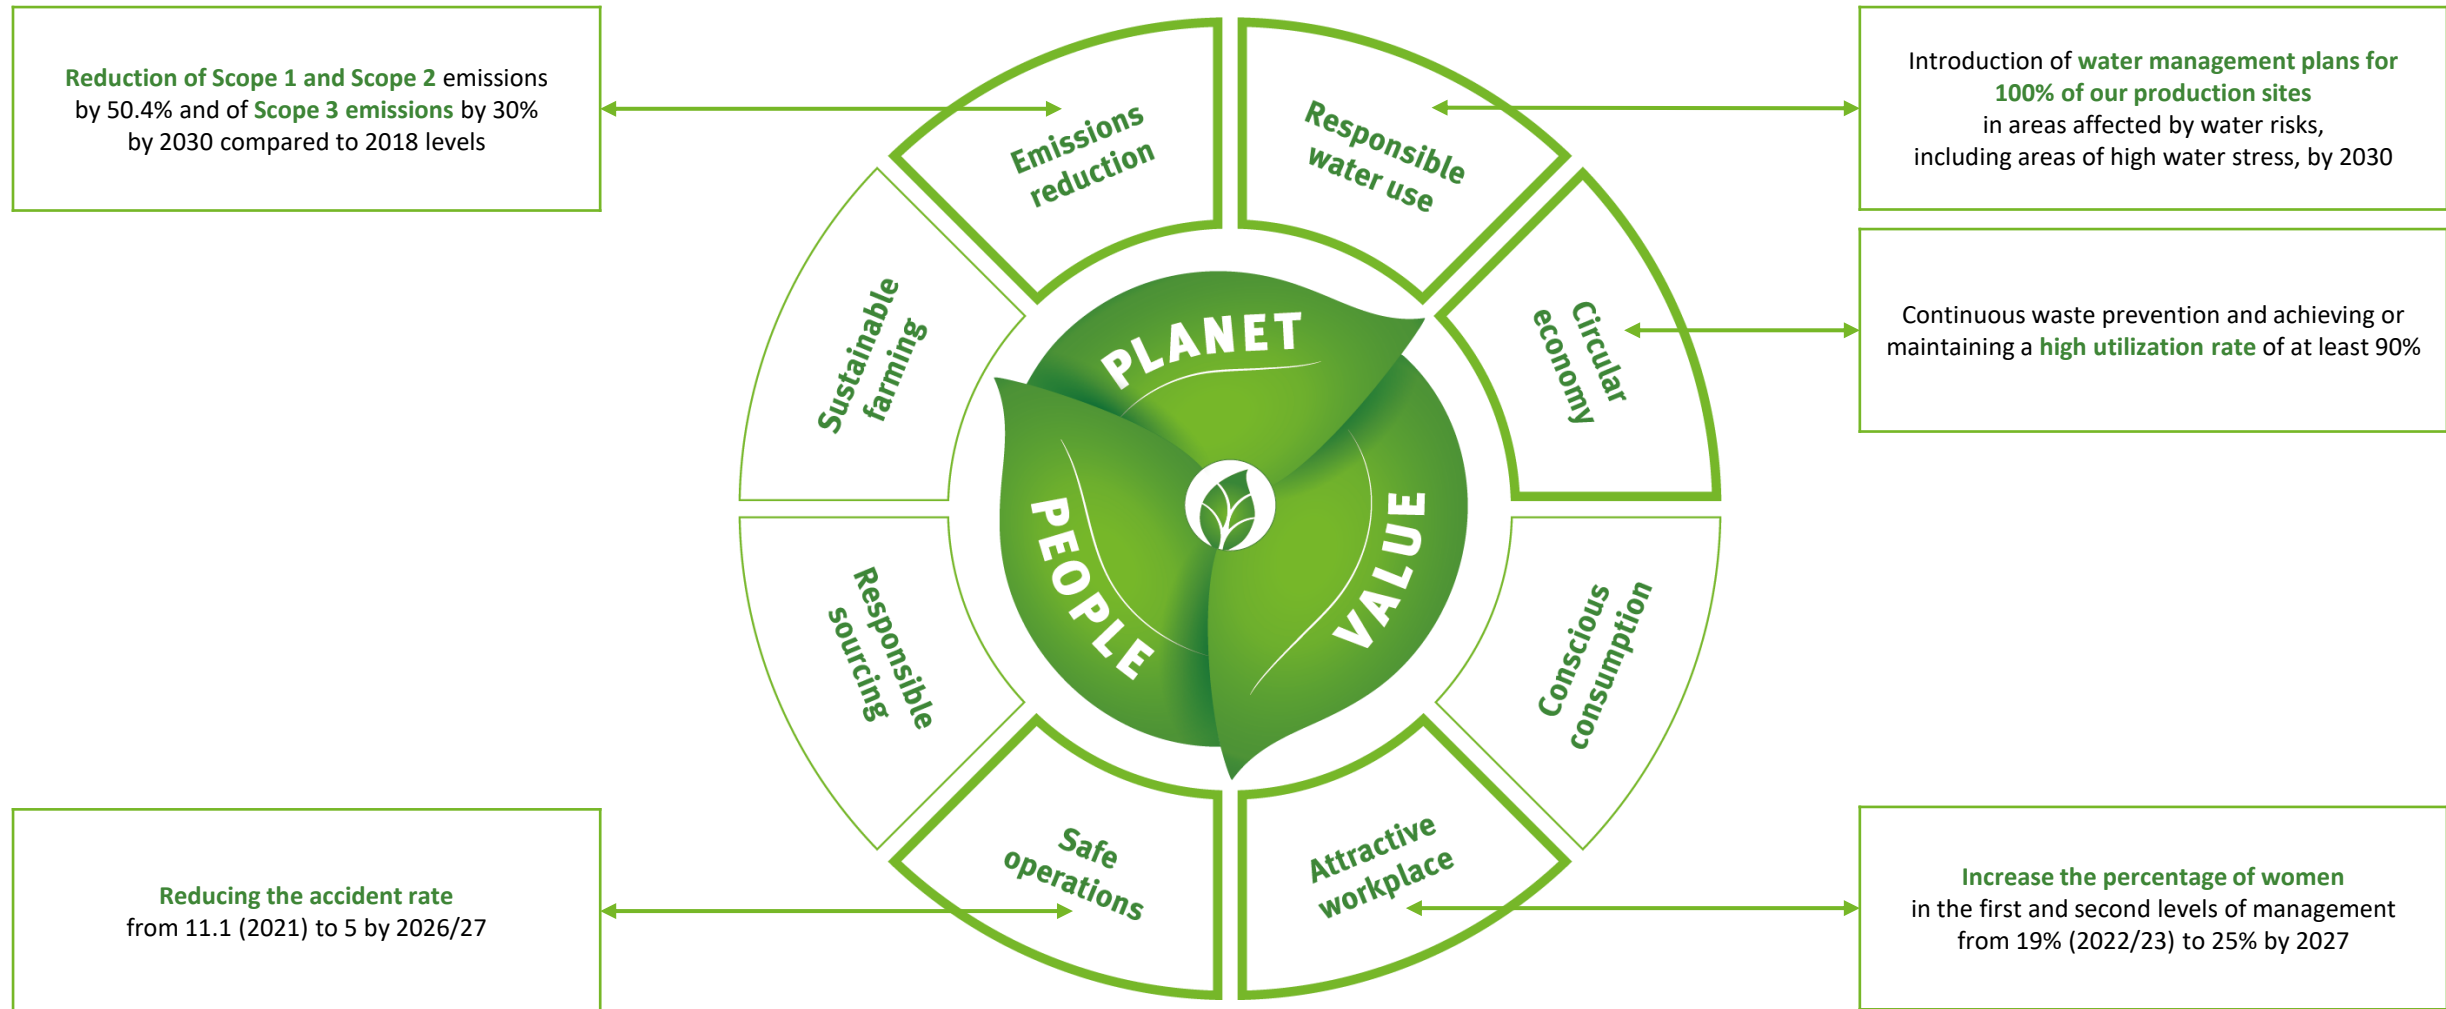 Reduction of Scope 1 and Scope 2 emissions
by 50.4% and of Scope 3 emissions by 30%
by 2030 compared to 2018 levels
Emissions
reduction
Responsible
water use
Introduction of water management plans for
100% of our production sites
in areas affected by water risks,
including areas of high water stress, by 2030
Sustainable
farming
PLANET
Circular
economy
Continuous waste prevention and achieving or
maintaining a high utilization rate of at least 90%
PEOPLE
VALUE
Responsible
sourcing
Conscious
consumption
Reducing the accident rate
from 11.1 (2021) to 5 by 2026/27
Safe
operations
Attractive
workplace
Increase the percentage of women
in the first and second levels of management
from 19% (2022/23) to 25% by 2027